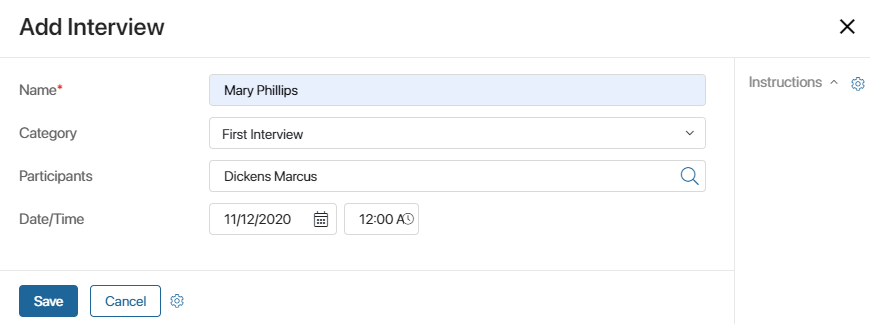 Add Interview
Name* Mary Phillips
Category First Interview
Participants Dickens Marcus
Date/Time 11/12/2020 12:00 A
Save Cancel
Instructions